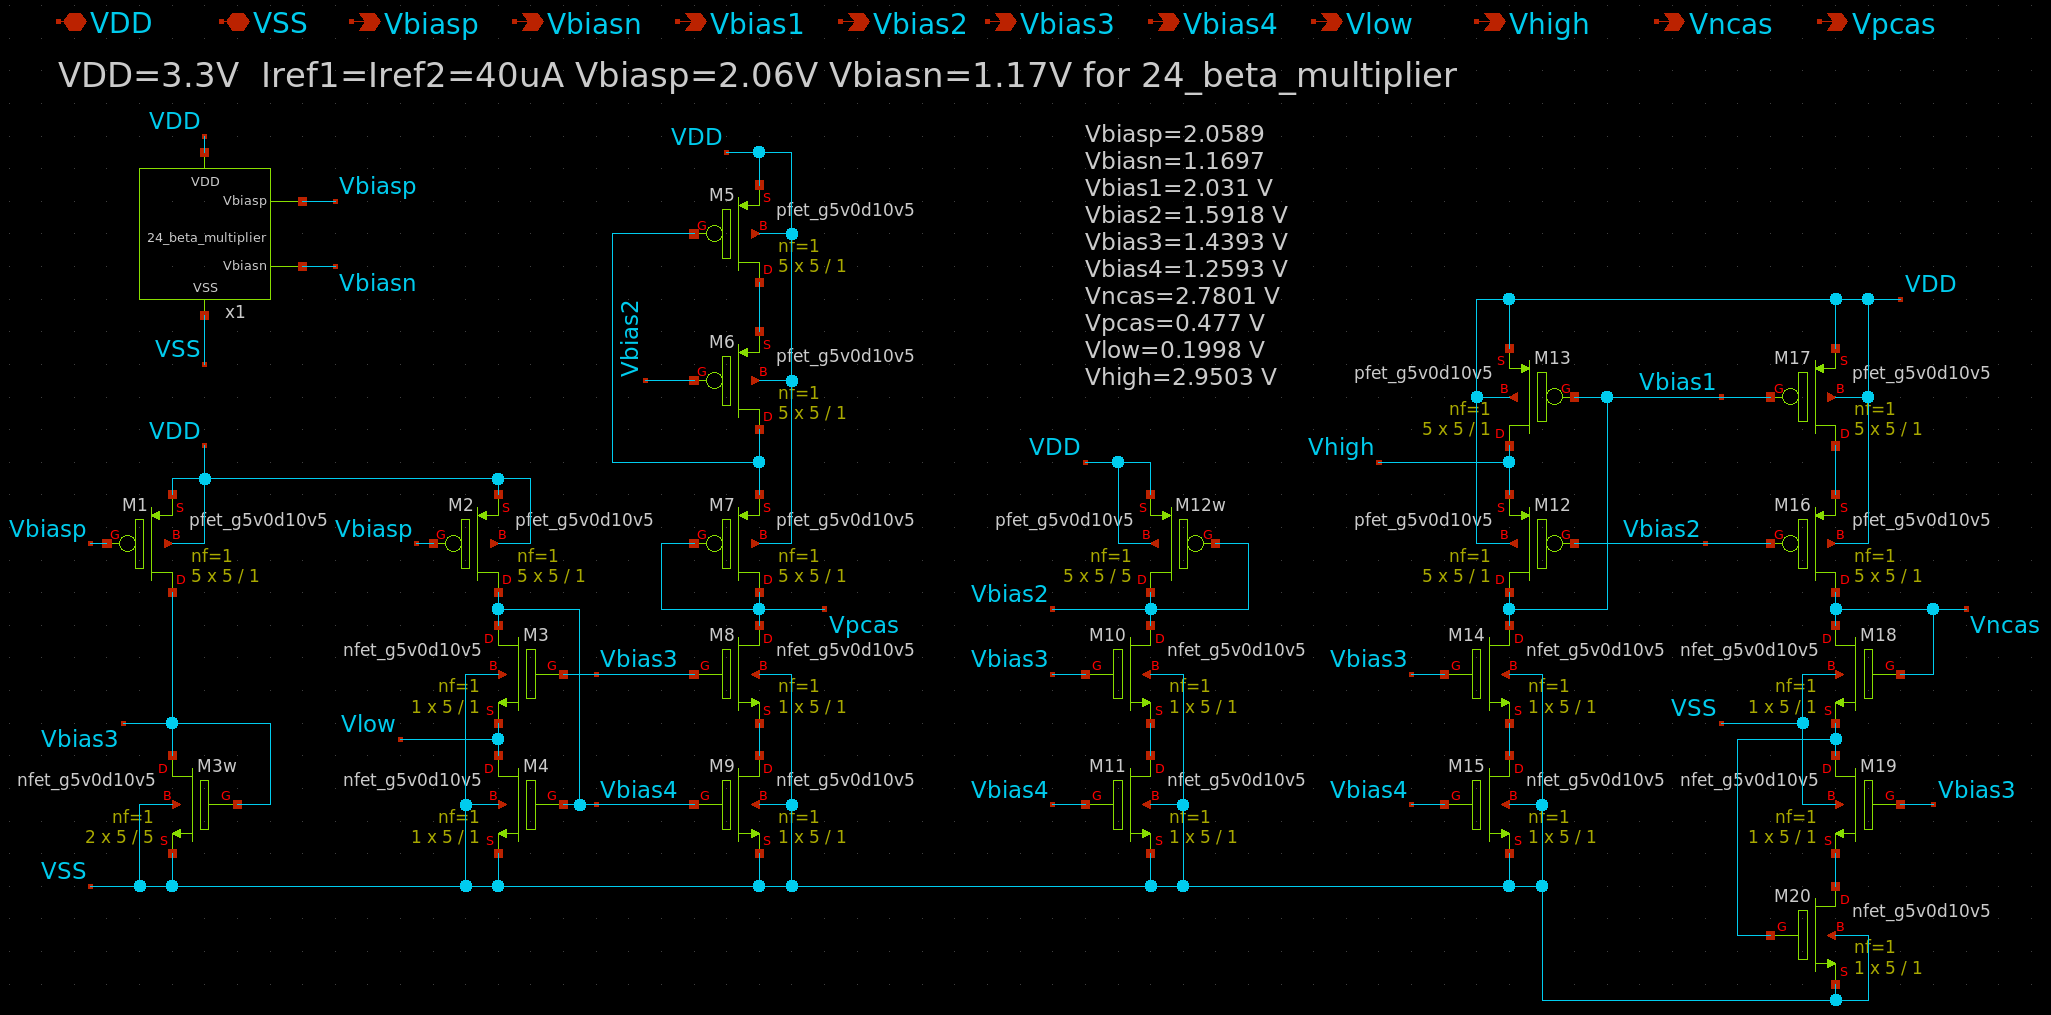 VDD VSS Vbiasp Vbiasn Vbias1 Vbias2 Vbias3 Vbias4 Vlow Vhigh Vncas Vpcas
VDD=3.3V Iref1=Iref2=40uA Vbiasp=2.06V Vbiasn=1.17V for 24_beta_multiplier
VDD
VDD
Vbiasp
Vbiasp
24_beta_multiplier
Vbiasn
Vbiasn
VSS
x1
VSS
Vbiasp=2.0589
Vbiasn=1.1697
Vbias1=2.031 V
Vbias2=1.5918 V
Vbias3=1.4393 V
Vbias4=1.2593 V
Vncas=2.7801 V
Vpcas=0.477 V
Vlow=0.1998 V
Vhigh=2.9503 V
VDD
Vbiasp
M1
G
S
B
D
pfet_g5v0d10v5
nf=1
5 x 5 / 1
Vbias3
M3w
nfet_g5v0d10v5
D
B
G
S
nf=1
2 x 5 / 5
VSS
Vbiasp
M2
G
S
B
D
pfet_g5v0d10v5
nf=1
5 x 5 / 1
M3
nfet_g5v0d10v5
D
B
G
S
nf=1
1 x 5 / 1
Vbias3
Vlow
M4
nfet_g5v0d10v5
D
B
G
S
nf=1
1 x 5 / 1
Vbias4
VDD
M5
G
S
B
D
pfet_g5v0d10v5
nf=1
5 x 5 / 1
Vbias2
M6
G
S
B
D
pfet_g5v0d10v5
nf=1
5 x 5 / 1
M7
G
S
B
D
pfet_g5v0d10v5
nf=1
5 x 5 / 1
Vpcas
M8
G
D
B
S
nfet_g5v0d10v5
nf=1
1 x 5 / 1
M9
G
D
B
S
nfet_g5v0d10v5
nf=1
1 x 5 / 1
VDD
M12w
pfet_g5v0d10v5
S
B
G
D
nf=1
5 x 5 / 5
Vbias2
Vbias3
M10
G
D
B
S
nfet_g5v0d10v5
nf=1
1 x 5 / 1
Vbias4
M11
G
D
B
S
nfet_g5v0d10v5
nf=1
1 x 5 / 1
VDD
M13
pfet_g5v0d10v5
S
B
G
D
nf=1
5 x 5 / 1
Vbias1
Vhigh
M12
pfet_g5v0d10v5
S
B
G
D
nf=1
5 x 5 / 1
Vbias2
Vbias3
M14
G
D
B
S
nfet_g5v0d10v5
nf=1
1 x 5 / 1
Vbias4
M15
G
D
B
S
nfet_g5v0d10v5
nf=1
1 x 5 / 1
M17
G
S
B
D
pfet_g5v0d10v5
nf=1
5 x 5 / 1
M16
G
S
B
D
pfet_g5v0d10v5
nf=1
5 x 5 / 1
Vncas
M18
nfet_g5v0d10v5
D
B
G
S
nf=1
1 x 5 / 1
VSS
M19
nfet_g5v0d10v5
D
B
G
S
nf=1
1 x 5 / 1
Vbias3
M20
G
D
B
S
nfet_g5v0d10v5
nf=1
1 x 5 / 1